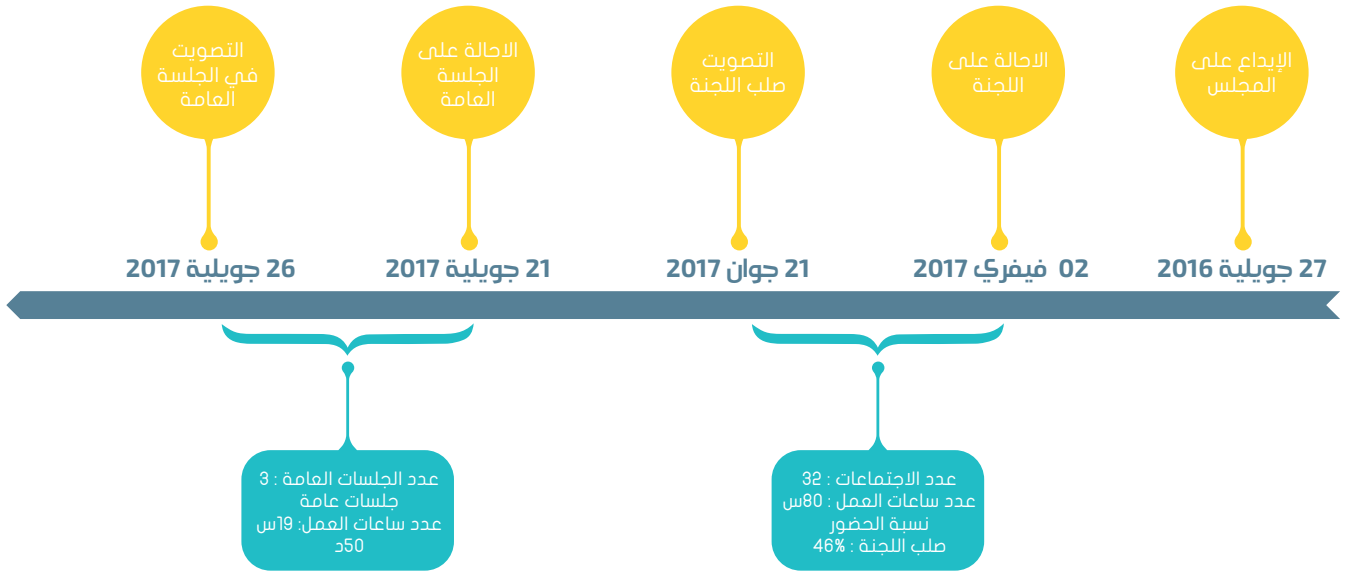 الإيداع على
المجلس
الاحالة على
اللجنة
التصويت
صلب اللجنة
الاحالة على
الجلسة
العامة
التصويت
في الجلسة
العامة
27 جويلية 2016
02 فيفري 2017
21 جوان 2017
21 جويلية 2017
26 جويلية 2017
عدد الاجتماعات : 32
عدد ساعات العمل : 80س
نسبة الحضور
صلب اللجنة : 46%
عدد الجلسات العامة : 3
جلسات عامة
عدد ساعات العمل: 19س
50د